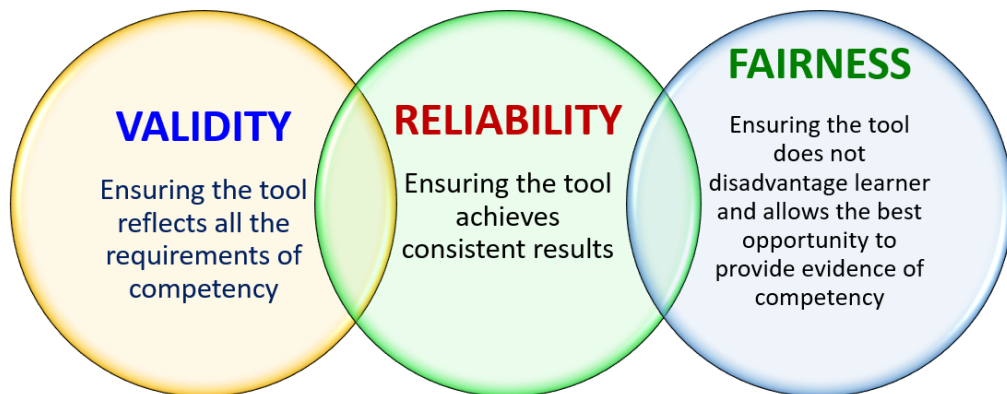 VALIDITY
Ensuring the tool
reflects all the
requirements of
competency
RELIABILITY
Ensuring the tool
achieves
consistent results
FAIRNESS
Ensuring the tool
does not
disadvantage learner
and allows the best
opportunity to
provide evidence of
competency